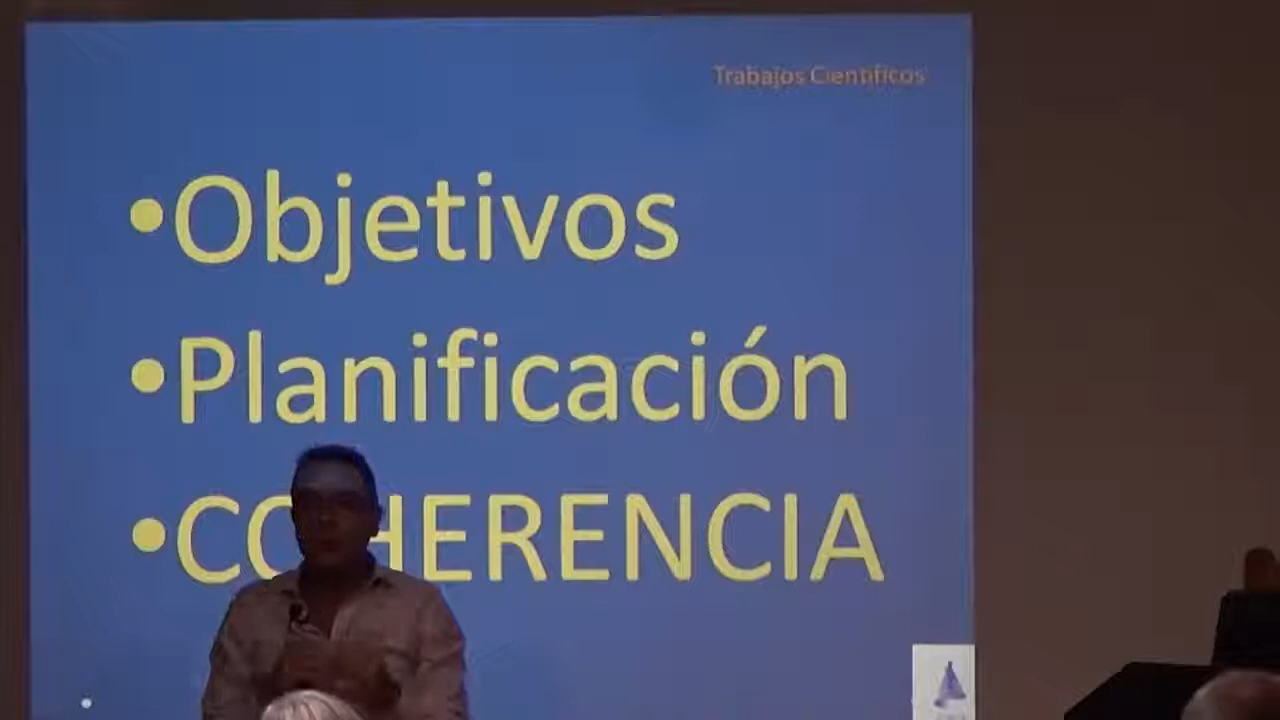 Trabajos Científicos
•Objetivos
•Planificación
•COHERENCIA